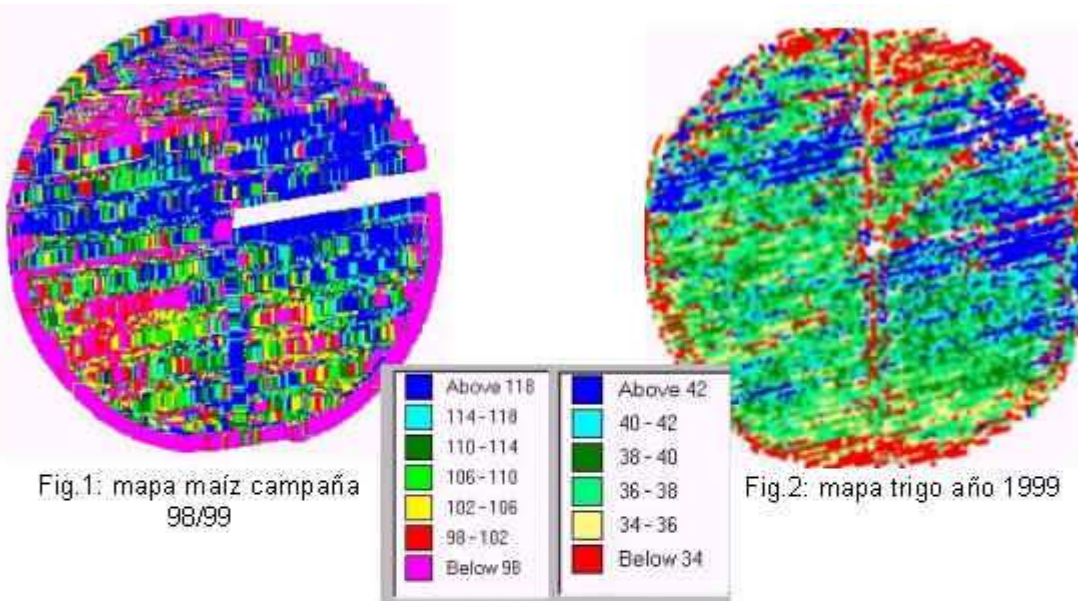 Above 118
114-118
110-114
106-110
102-106
98-102
Below 98
Above 42
40-42
38-40
36-38
34-36
Below 34
Fig.1: mapa maíz campaña
98/99
Fig.2: mapa trigo año 1999